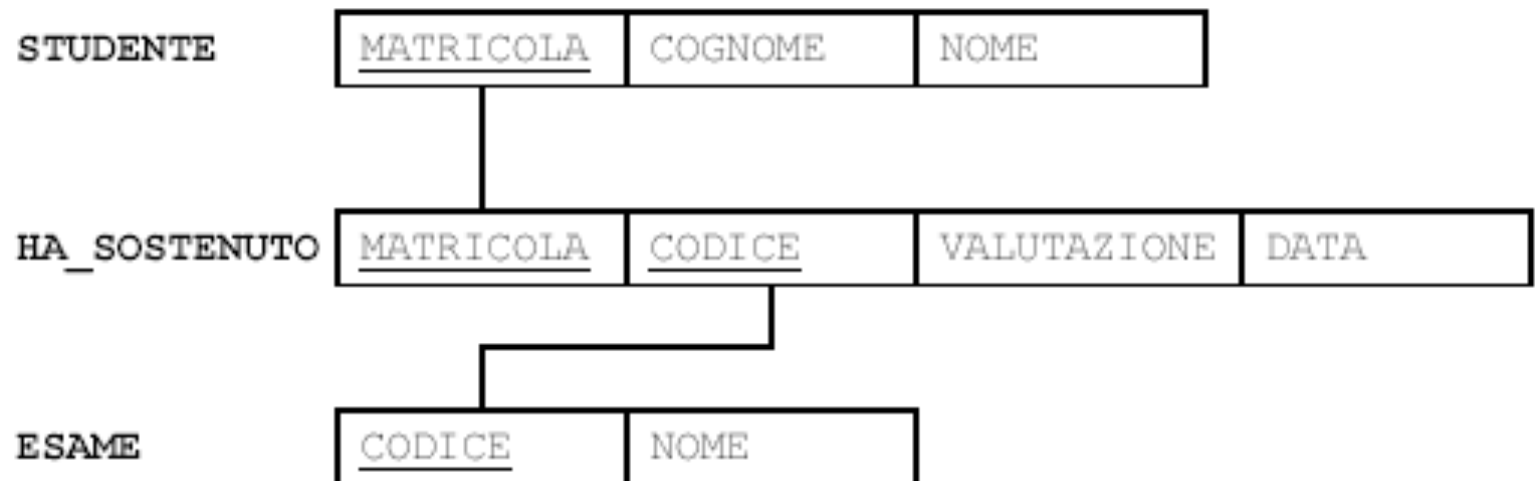 STUDENTE MATRICOLA COGNOME NOME
HA_SOSTENUTO MATRICOLA CODICE VALUTAZIONE DATA
ESAME CODICE NOME